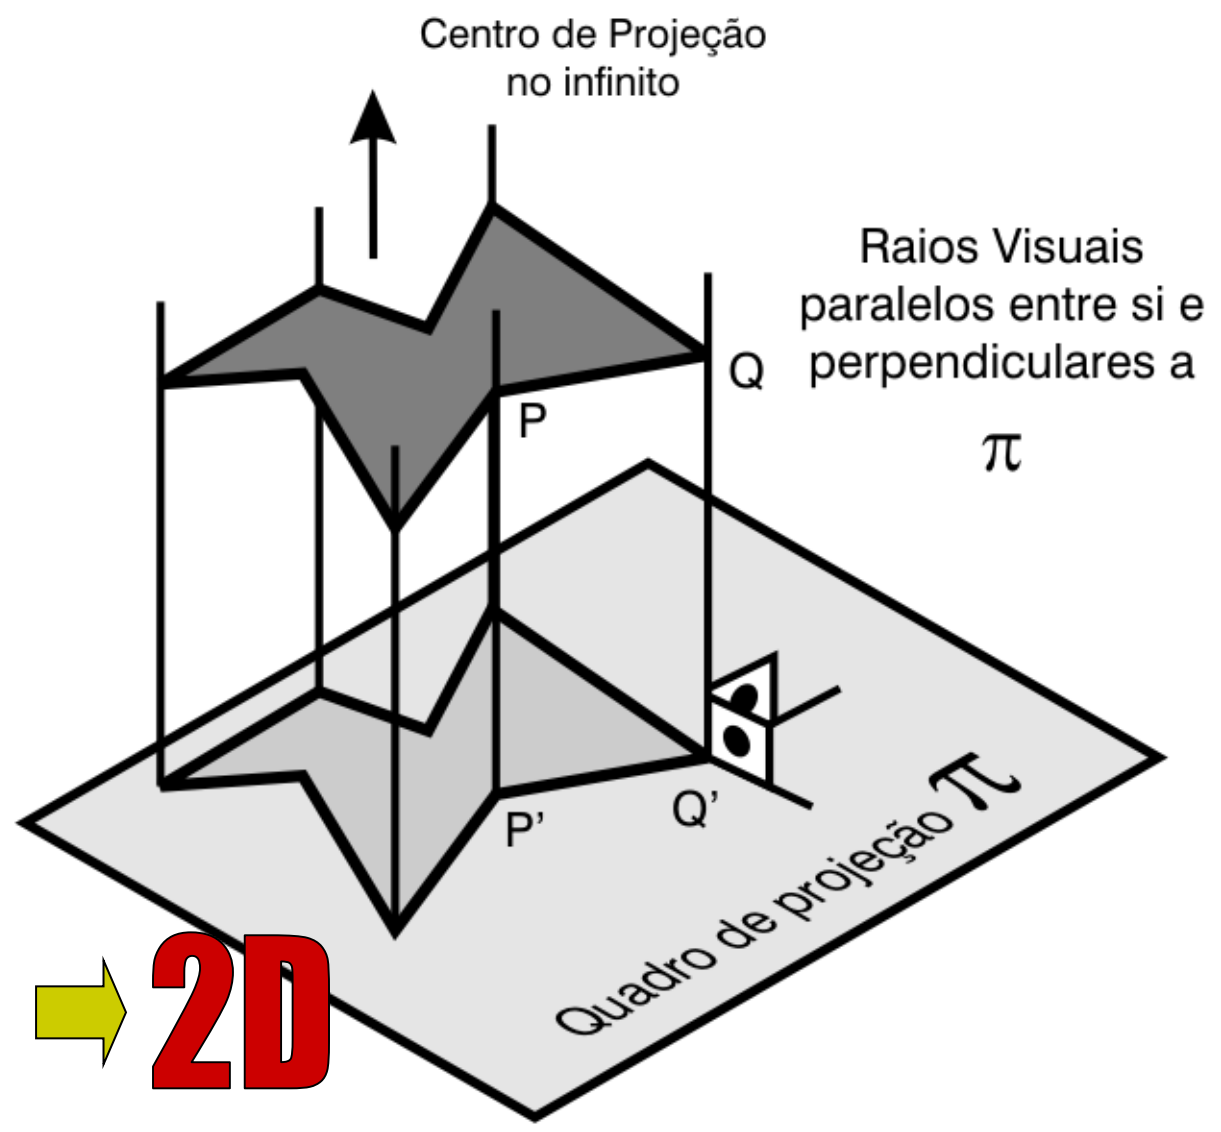 Centro de Projeção
no infinito
Raios Visuais
paralelos entre si e
perpendiculares a
π
Q
P
P’
Q’
Quadro de projeção π
2D